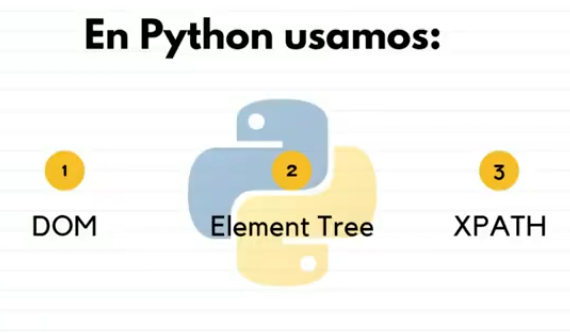 En Python usamos:
1
2
3
DOM
Element Tree
XPATH